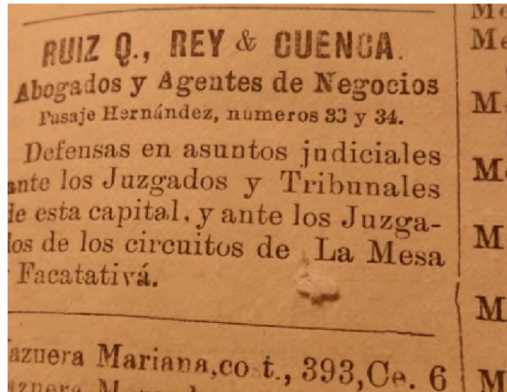 RUIZ Q., REY & CUENCA.
Abogados y Agentes de Negocios
Pasaje Hernández, numeros 33 y 34.
Defensas en asuntos judiciales
ante los Juzgados y Tribunales
de esta capital, y ante los Juzga-
los de los circuitos de La Mesa
Facatativá.
azuera Mariana, co t., 393, Ce. 6